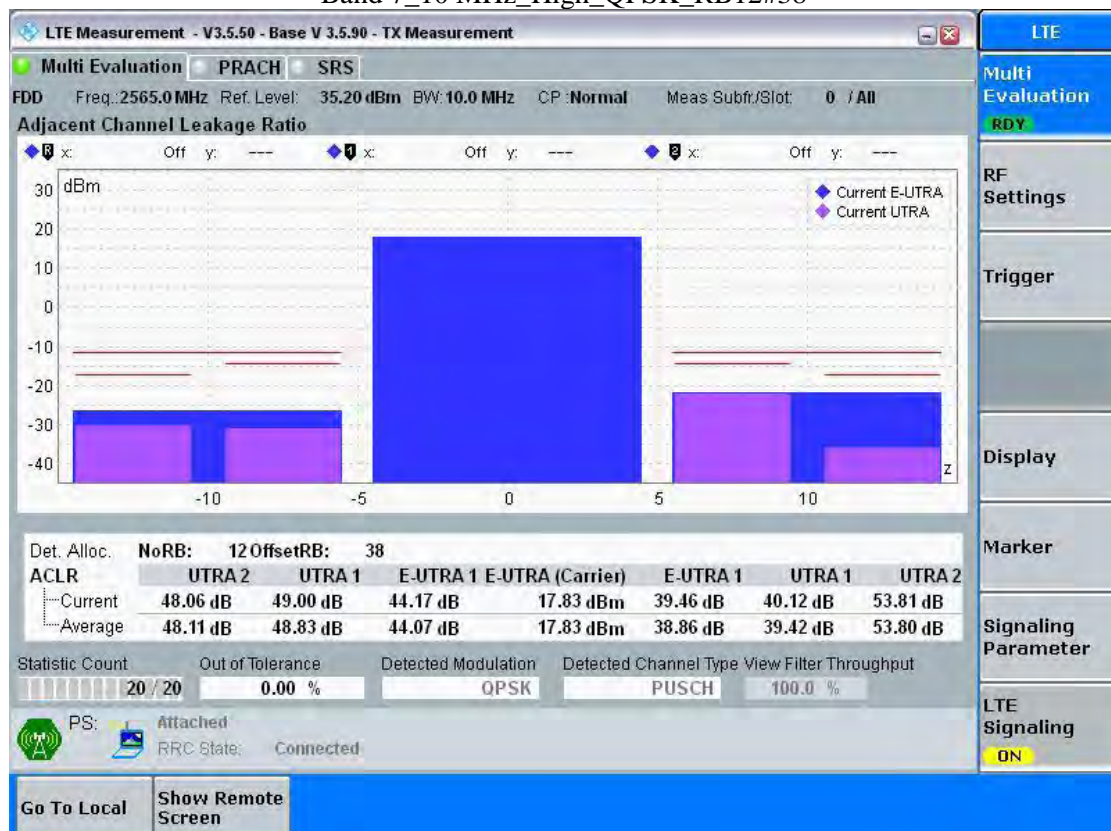 Band 7_10 MHz_High_QPSK_RB12#38
LTE Measurement - V3.5.50 - Base V 3.5.90 - TX Measurement
LTE
Multi Evaluation PRACH SRS
Multi Evaluation
RDY
FDD Freq.:2565.0 MHz Ref. Level: 35.20 dBm BW:10.0 MHz CP :Normal Meas Subfr./Slot: 0 / All
Adjacent Channel Leakage Ratio
R x: Off y: --- 1 x: Off y: --- 2 x: Off y: ---
30 dBm
Current E-UTRA
Current UTRA
20
10
0
-10
-20
-30
-40
z
-10 -5 0 5 10
RF Settings
Trigger
Display
Marker
Signaling Parameter
LTE Signaling
ON
Det. Alloc. NoRB: 12 OffsetRB: 38
ACLR UTRA 2 UTRA 1 E-UTRA 1 E-UTRA (Carrier) E-UTRA 1 UTRA 1 UTRA 2
Current 48.06 dB 49.00 dB 44.17 dB 17.83 dBm 39.46 dB 40.12 dB 53.81 dB
Average 48.11 dB 48.83 dB 44.07 dB 17.83 dBm 38.86 dB 39.42 dB 53.80 dB
Statistic Count Out of Tolerance Detected Modulation Detected Channel Type View Filter Throughput
20 / 20 0.00 % QPSK PUSCH 100.0 %
PS: Attached
RRC State: Connected
Go To Local
Show Remote Screen